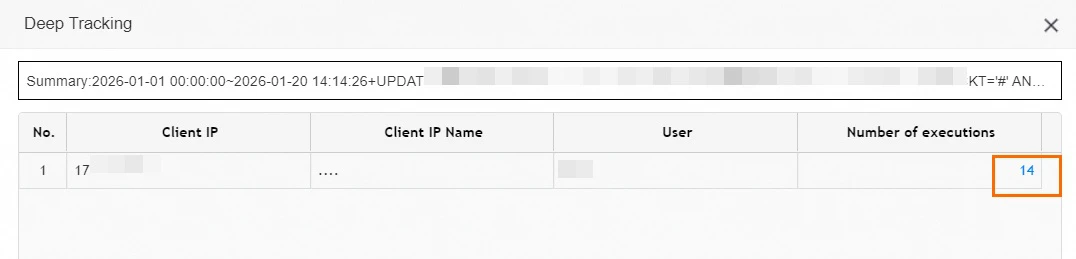 Deep Tracking
Summary:2026-01-01 00:00:00~2026-01-20 14:14:26+UPDAT KT='#' AN...
No. Client IP Client IP Name User Number of executions
1 17 .... 14